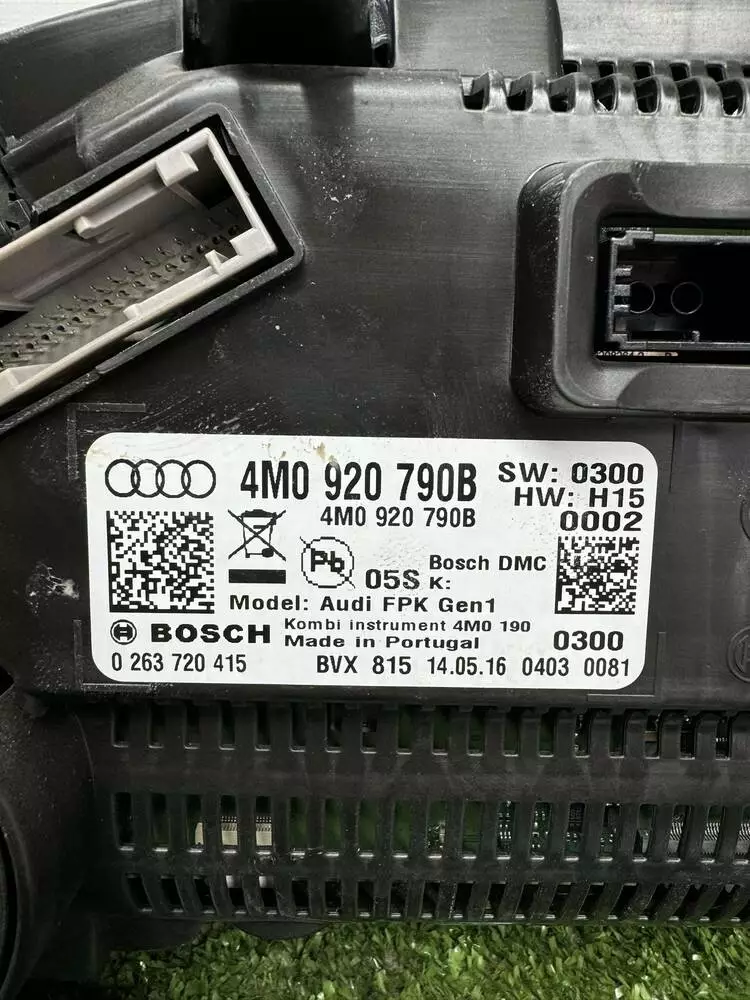 4M0 920 790B SW: 0300
HW: H15
4M0 920 790B 0002
Pb 05S Bosch DMC
K:
Model: Audi FPK Gen1
BOSCH Kombi instrument 4M0 190
Made in Portugal 0300
0 263 720 415 BVX 815 14.05.16 0403 0081